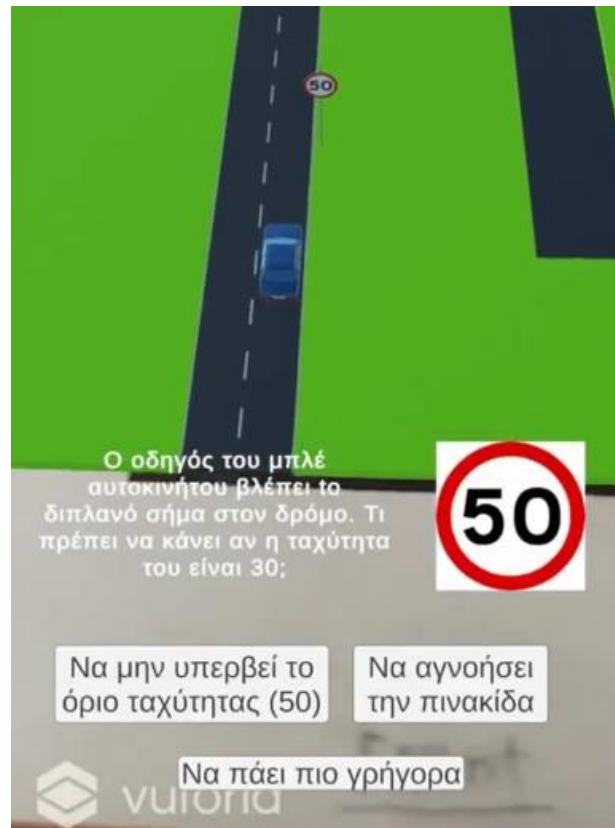 50
Ο οδηγός του μπλέ
αυτοκινήτου βλέπει to
διπλανό σήμα στον δρόμο. Τι
πρέπει να κάνει αν η ταχύτητα
του είναι 30;
50
Να μην υπερβεί το
όριο ταχύτητας (50)
Να αγνοήσει
την πινακίδα
Να πάει πιο γρήγορα
vuforia